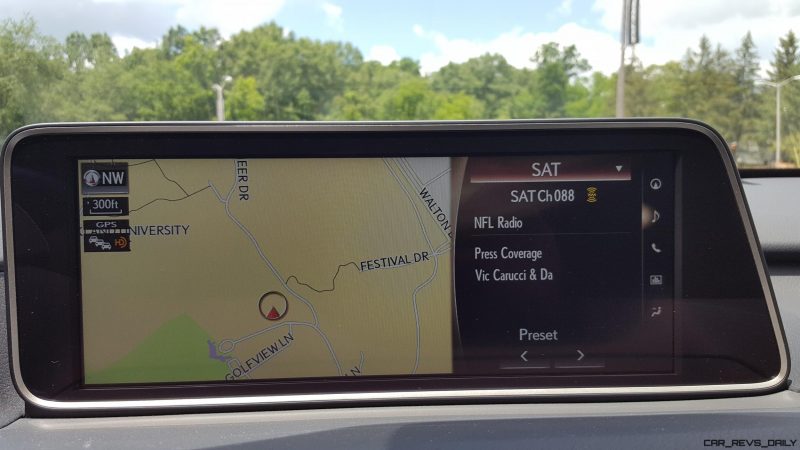 NW
300ft
GPS
UNIVERSITY
DR
WALTON
FESTIVAL DR
GOLFVIEW LN
LN
SAT
SAT Ch 088
NFL Radio
Press Coverage
Vic Carucci & Da
Preset
CAR_REVS_DAILY